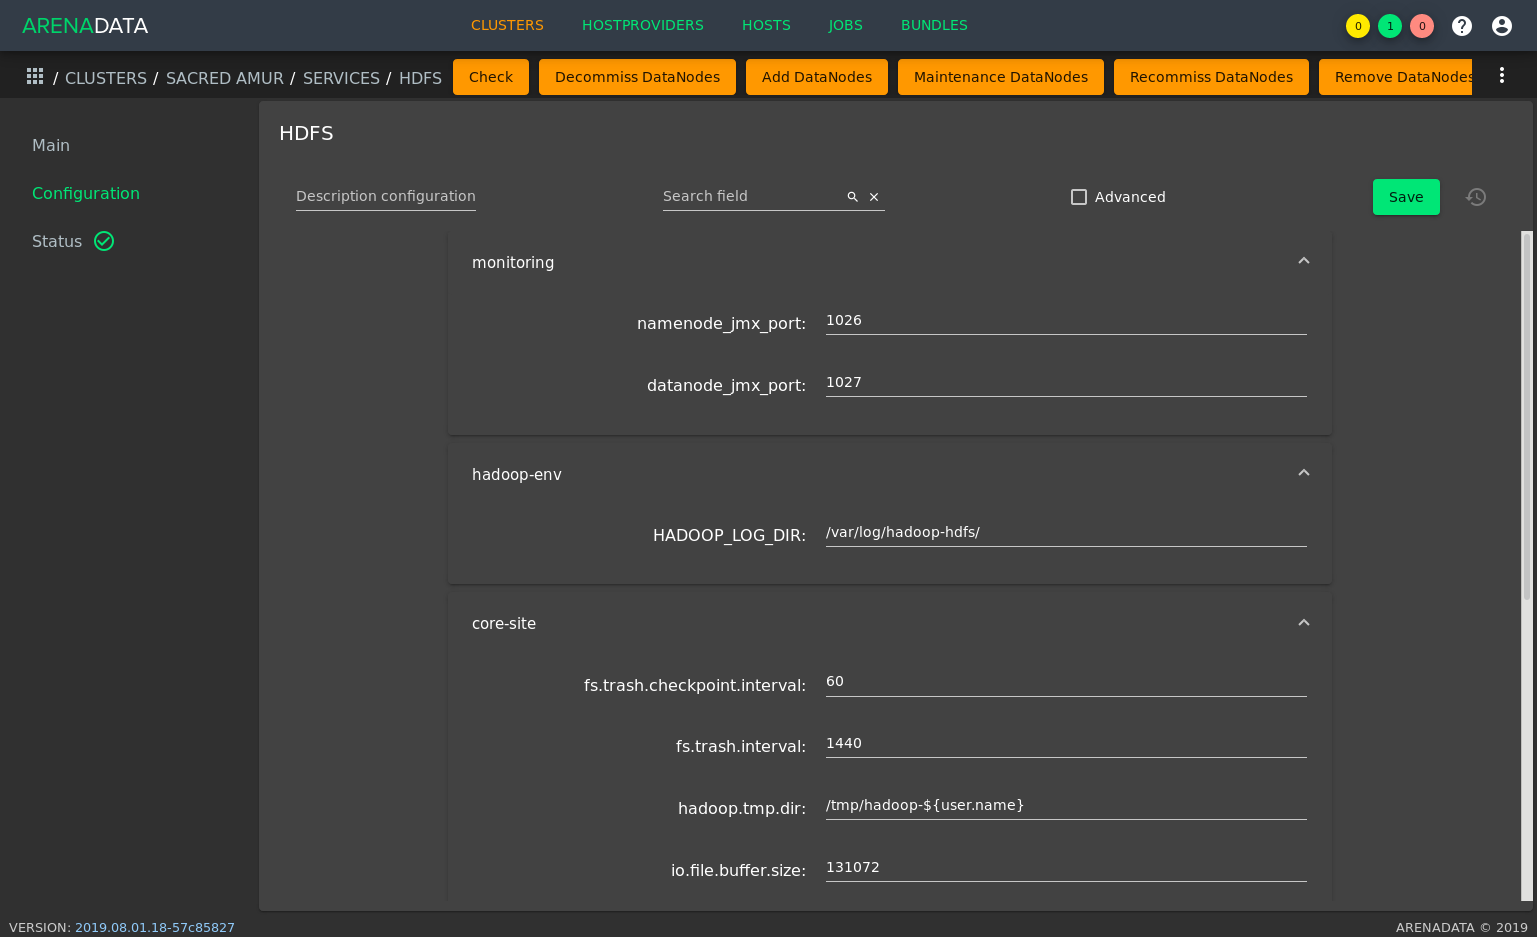 ARENADATA CLUSTERS HOSTPROVIDERS HOSTS JOBS BUNDLES 0 1 0
/ CLUSTERS / SACRED AMUR / SERVICES / HDFS Check Decommiss DataNodes Add DataNodes Maintenance DataNodes Recommiss DataNodes Remove DataNodes
Main
Configuration
Status
HDFS
Description configuration Search field Advanced Save
monitoring
namenode_jmx_port: 1026
datanode_jmx_port: 1027
hadoop-env
HADOOP_LOG_DIR: /var/log/hadoop-hdfs/
core-site
fs.trash.checkpoint.interval: 60
fs.trash.interval: 1440
hadoop.tmp.dir: /tmp/hadoop-${user.name}
io.file.buffer.size: 131072
VERSION: 2019.08.01.18-57c85827 ARENADATA © 2019